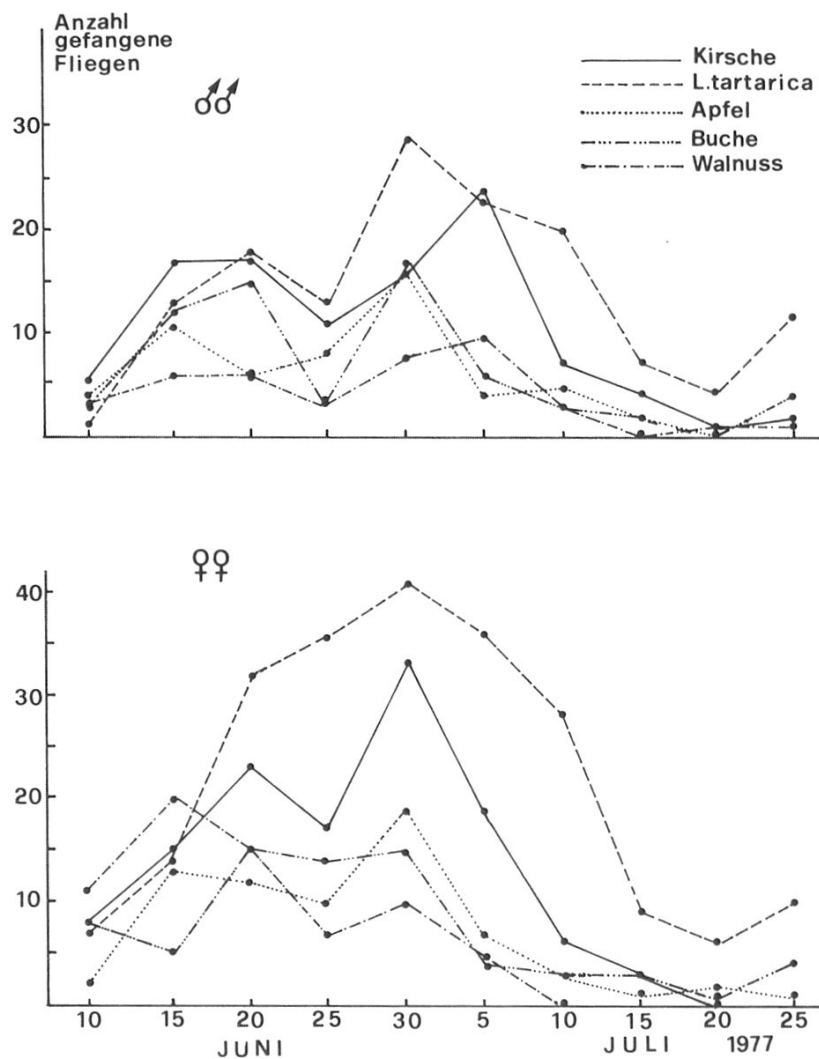 Anzahl
gefangene
Fliegen
♂♂
Kirsche
L.tartarica
Apfel
Buche
Walnuss
30
20
10
♀♀
40
30
20
10
10 15 20 25 30 5 10 15 20 25
JUNI JULI 1977